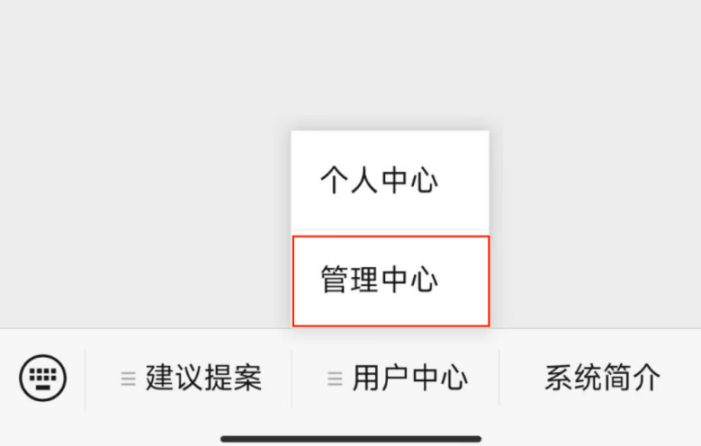 个人中心
管理中心
建议提案
用户中心
系统简介